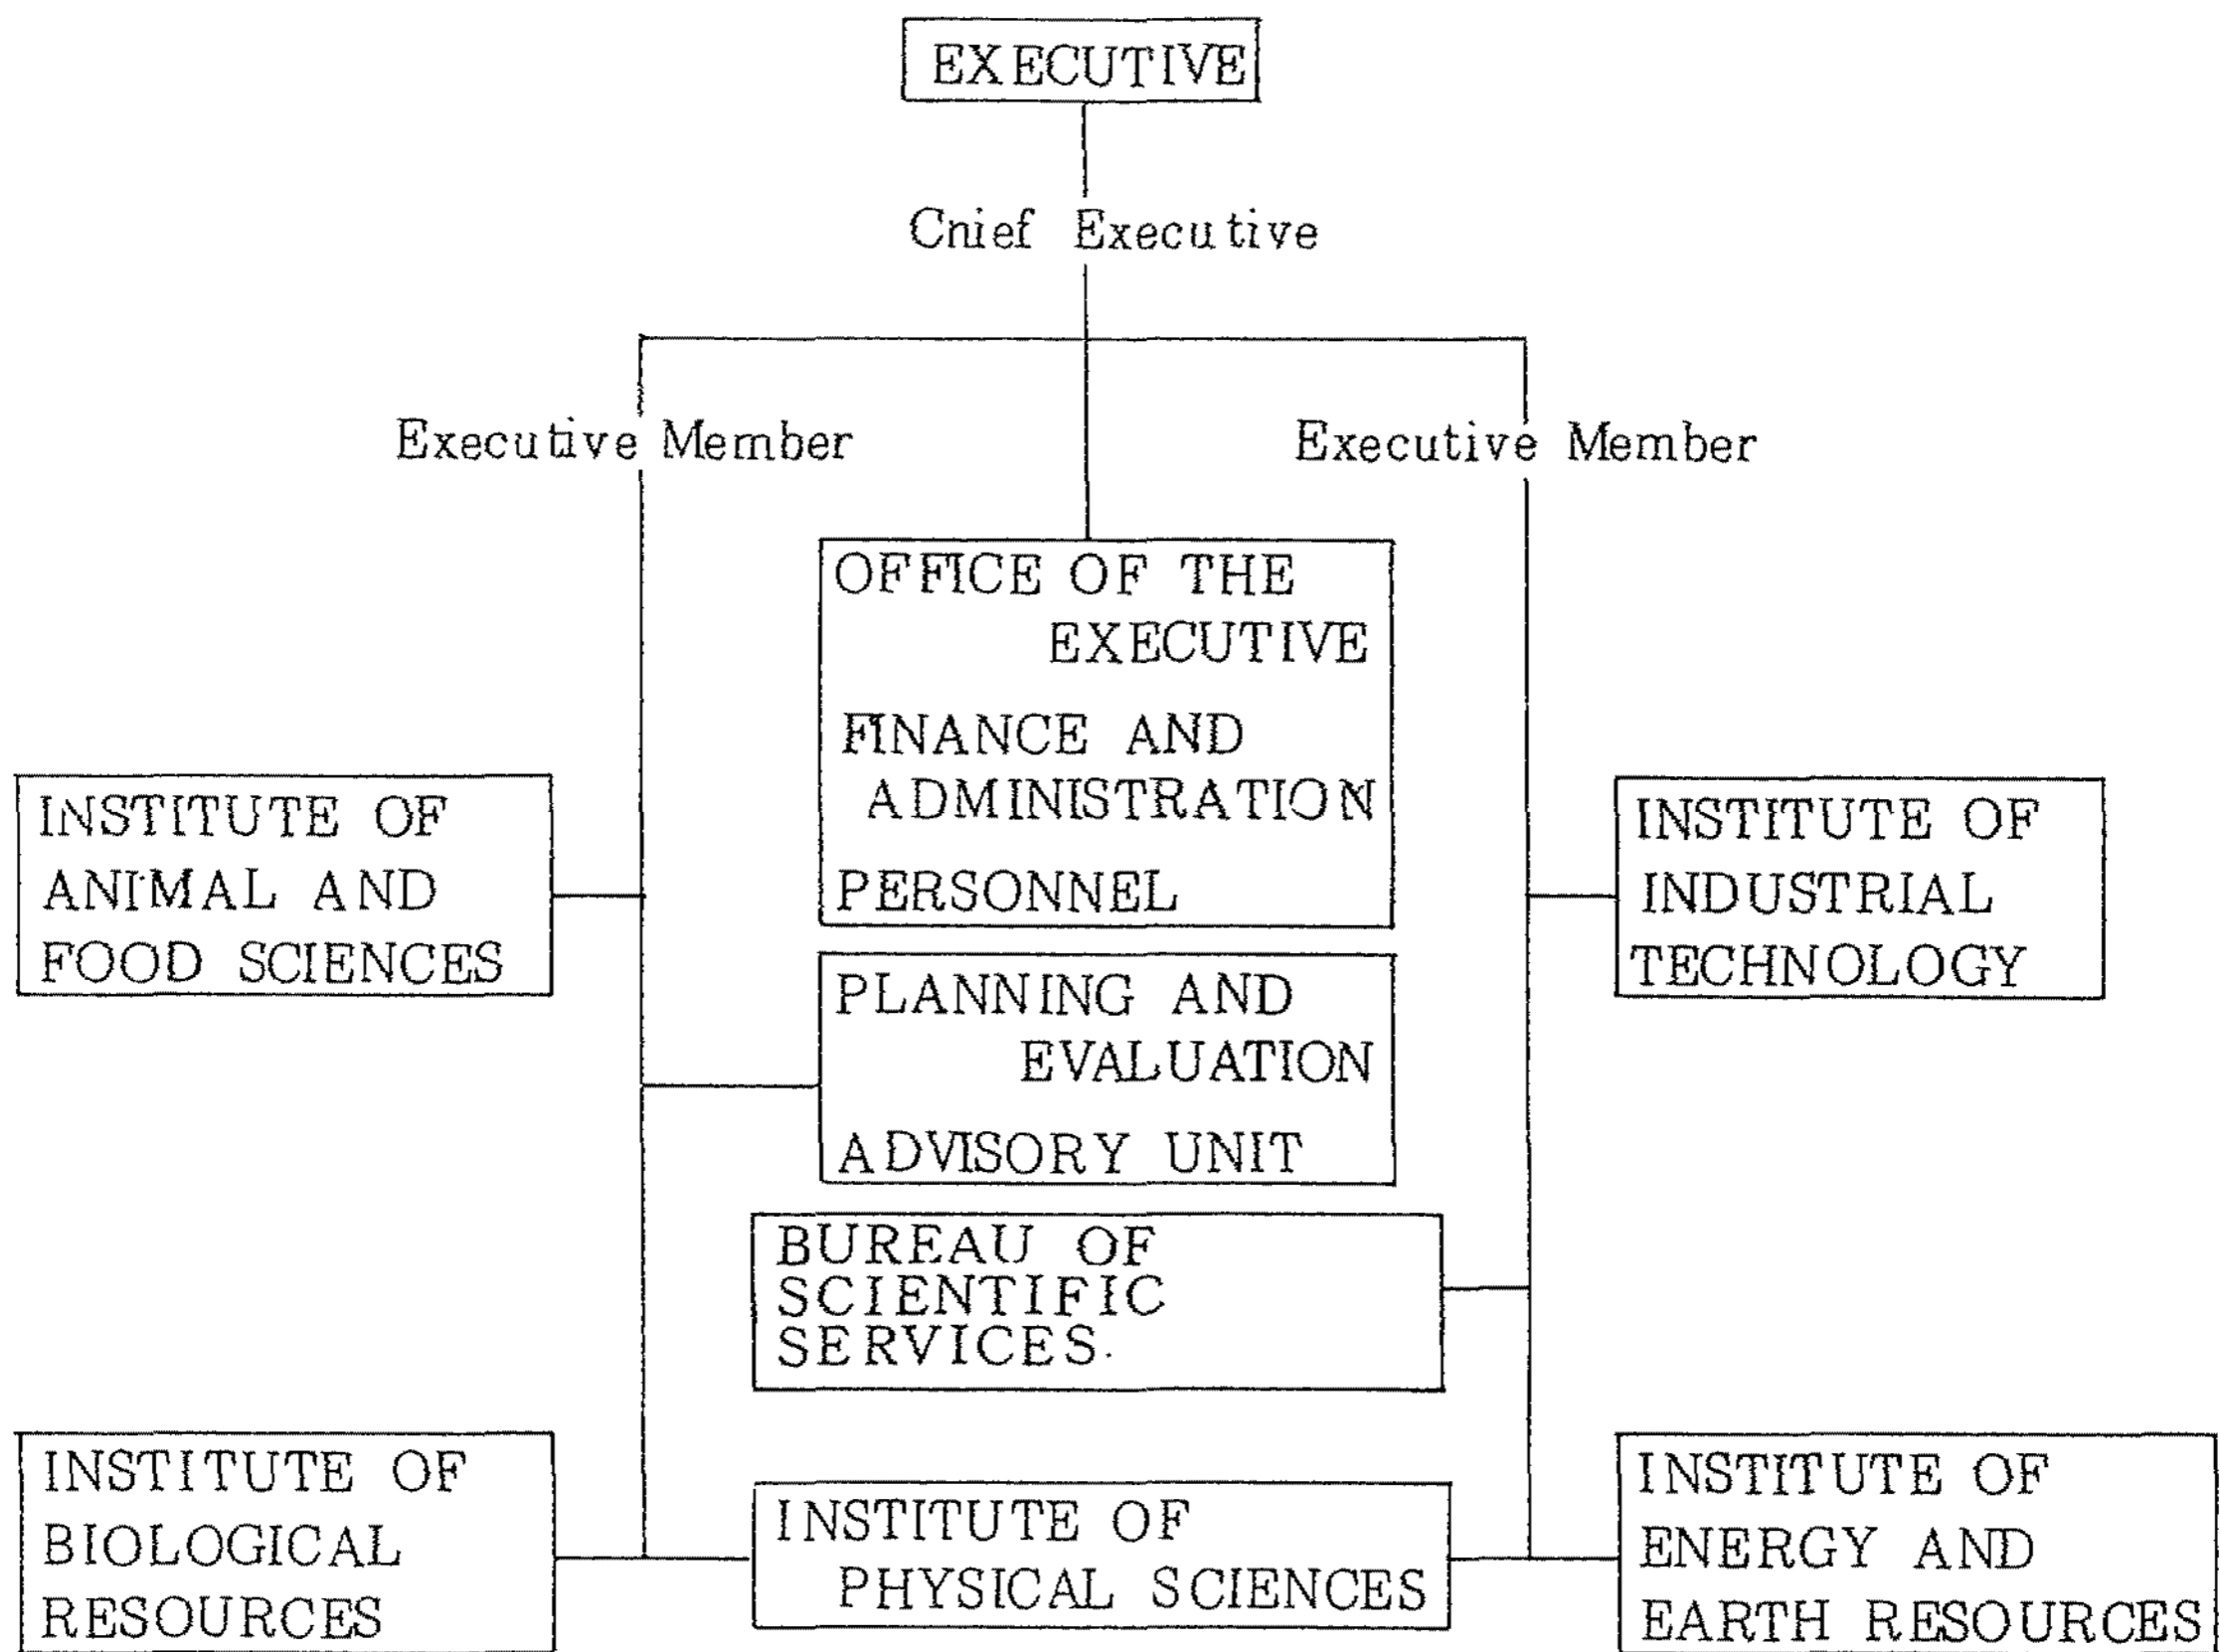 EXECUTIVE
Cnief Executive
Executive Member
Executive Member
OFFICE OF THE
EXECUTIVE
FINANCE AND
ADMINISTRATION
PERSONNEL
INSTITUTE OF
ANIMAL AND
FOOD SCIENCES
INSTITUTE OF
INDUSTRIAL
TECHNOLOGY
PLANNING AND
EVALUATION
ADVISORY UNIT
BUREAU OF
SCIENTIFIC
SERVICES.
INSTITUTE OF
BIOLOGICAL
RESOURCES
INSTITUTE OF
PHYSICAL SCIENCES
INSTITUTE OF
ENERGY AND
EARTH RESOURCES